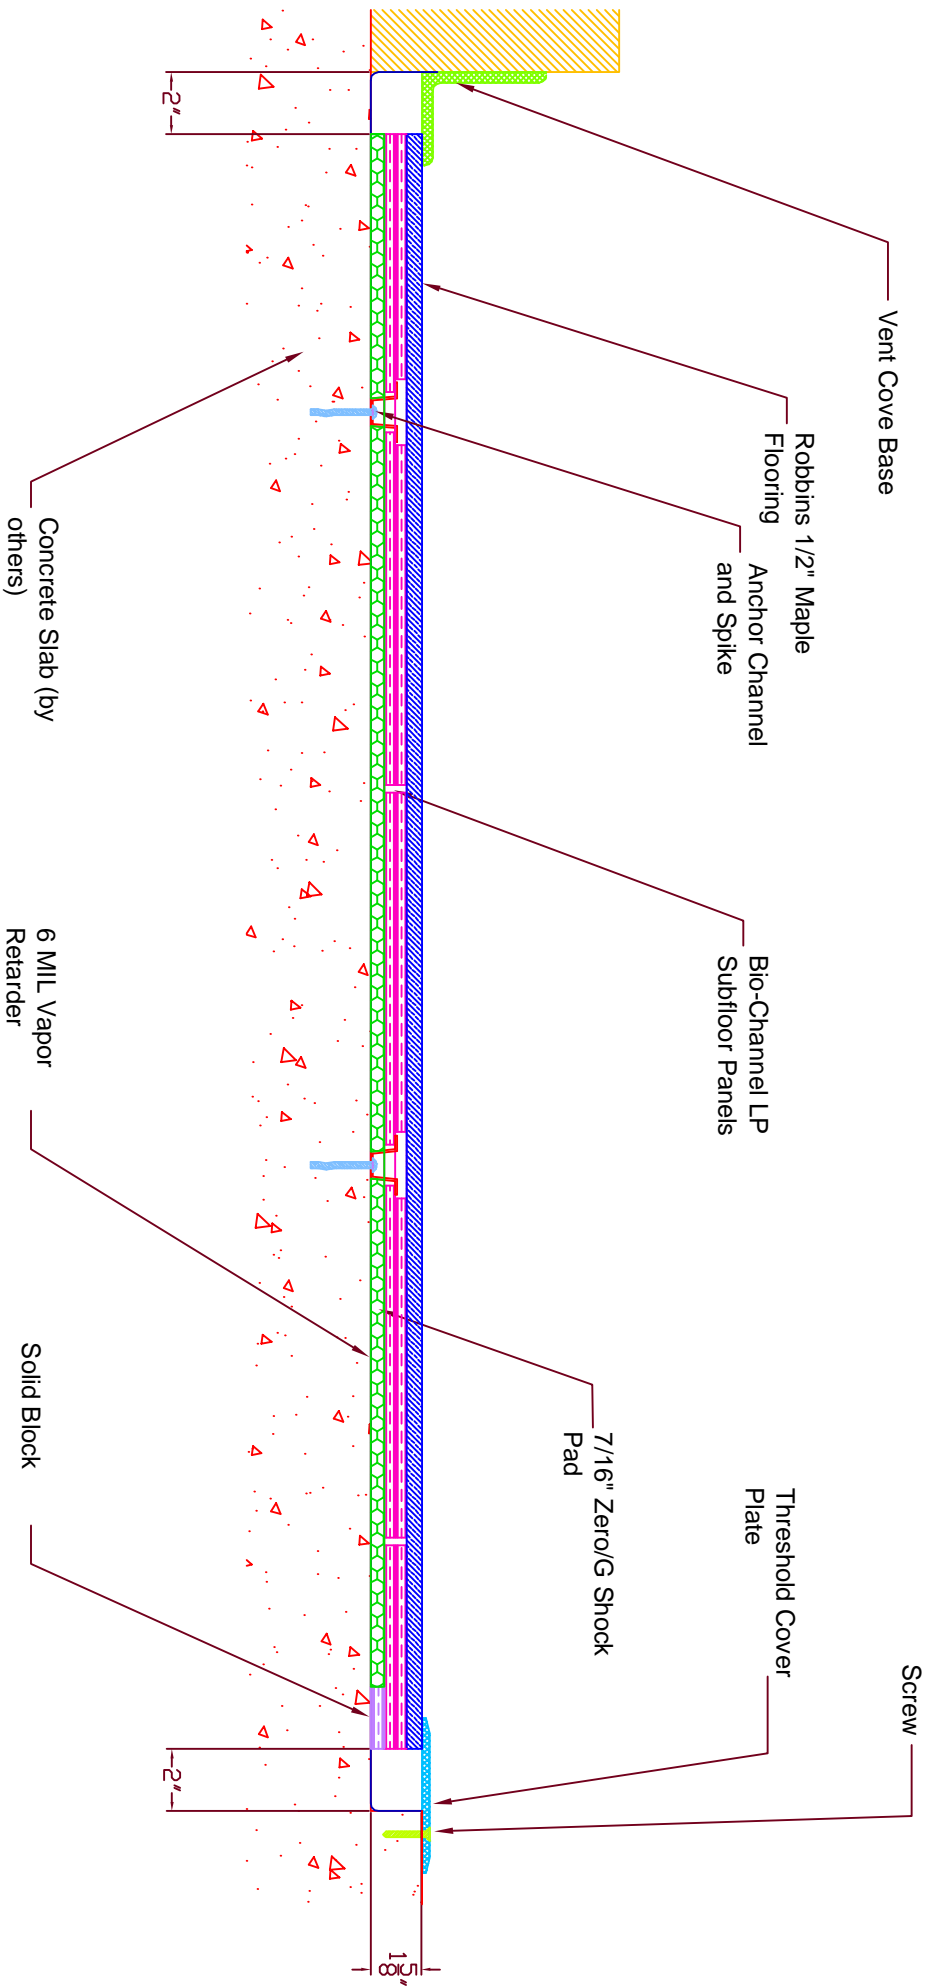 Vent Cove Base
Robbins 1/2" Maple
Flooring
Anchor Channel
and Spike
Bio-Channel LP
Subfloor Panels
7/16" Zero/G Shock
Pad
Threshold Cover
Plate
Screw
Concrete Slab (by
others)
6 MIL Vapor
Retarder
Solid Block
2"
2"
1 5/8"